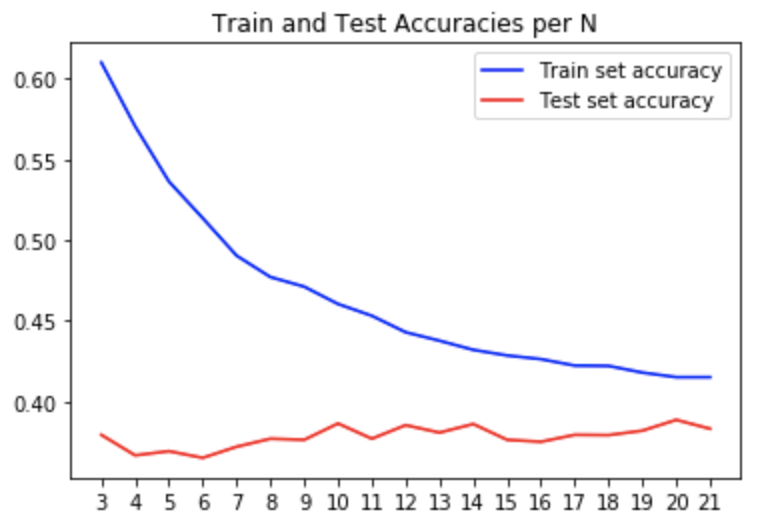 Train and Test Accuracies per N
Train set accuracy
Test set accuracy
0.60
0.55
0.50
0.45
0.40
3 4 5 6 7 8 9 10 11 12 13 14 15 16 17 18 19 20 21